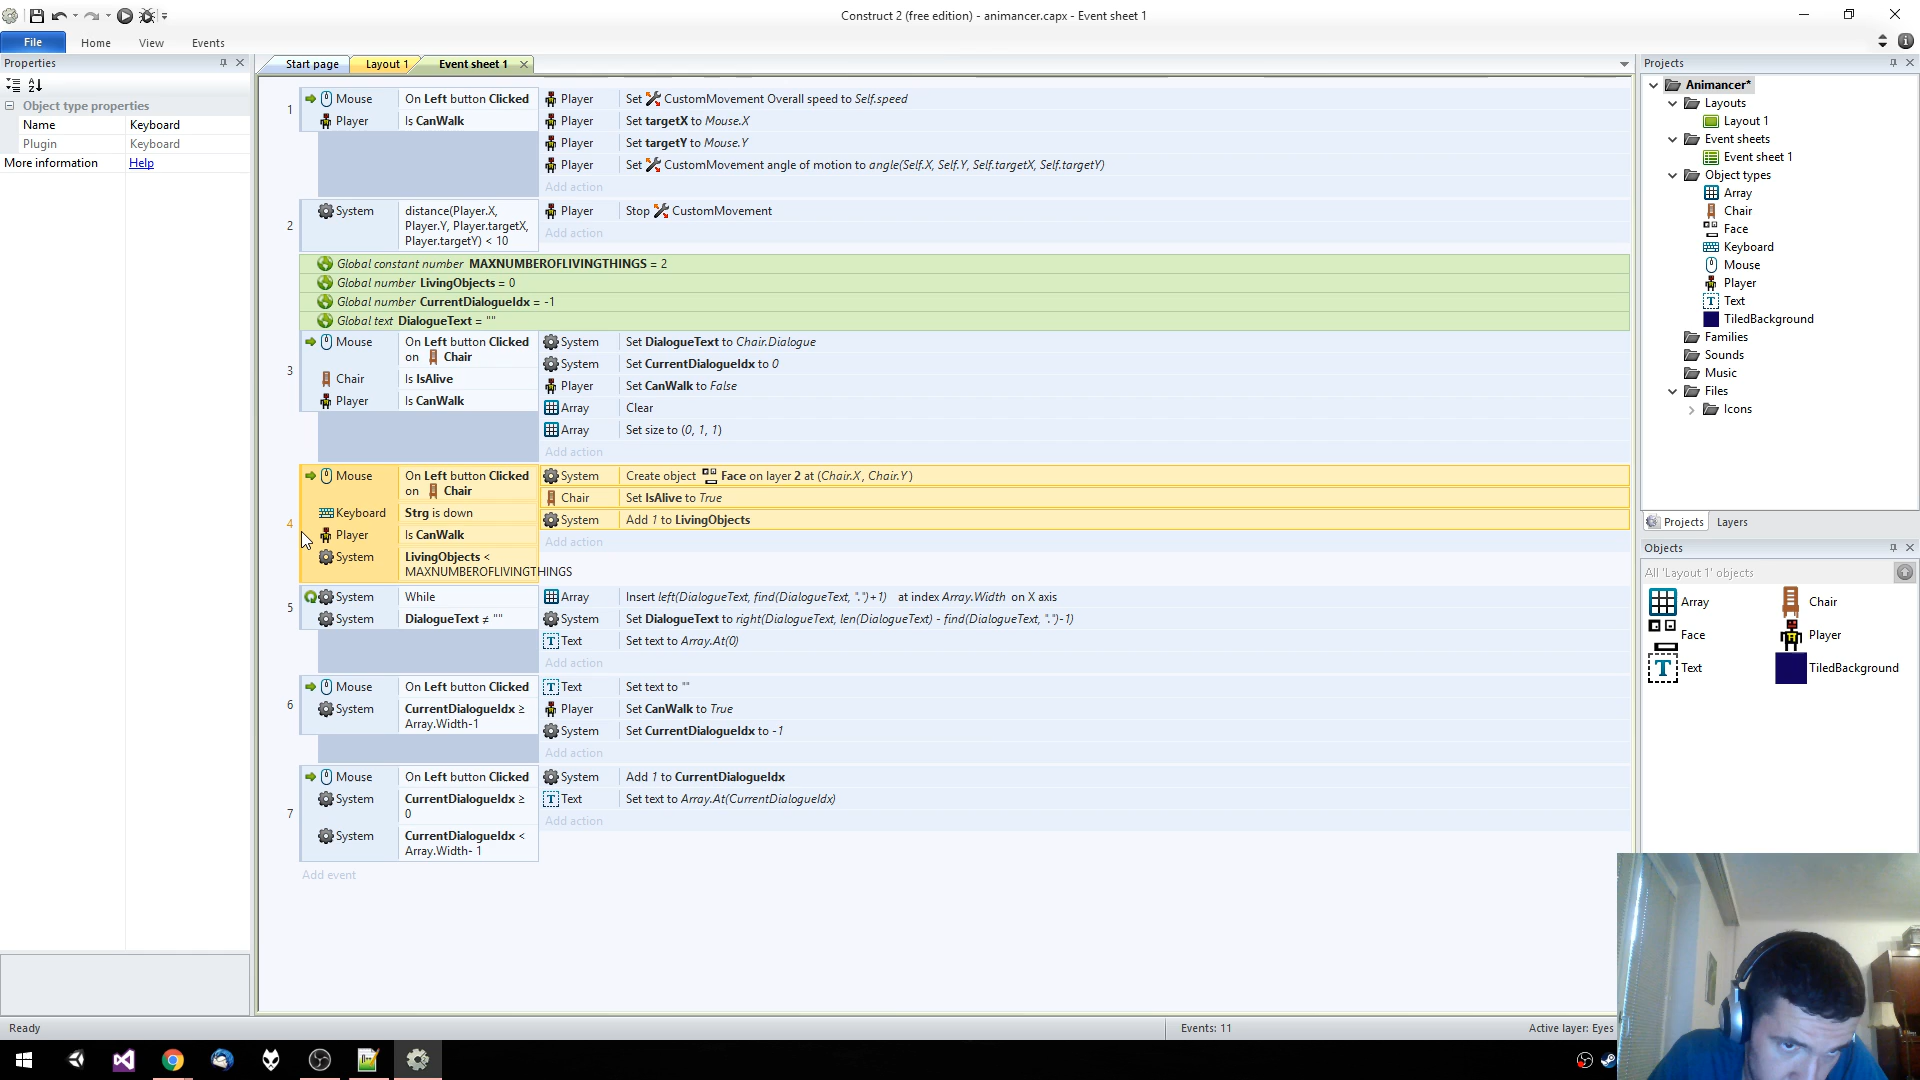 Construct 2 (free edition) - animancer.capx - Event sheet 1
File Home View Events
Properties
Object type properties
Name Keyboard
Plugin Keyboard
More information Help
Start page Layout 1 Event sheet 1
1
Mouse On Left button Clicked
Player Is CanWalk
Player Set CustomMovement Overall speed to Self.speed
Player Set targetX to Mouse.X
Player Set targetY to Mouse.Y
Player Set CustomMovement angle of motion to angle(Self.X, Self.Y, Self.targetX, Self.targetY)
Add action
2
System distance(Player.X,
Player.Y, Player.targetX,
Player.targetY) < 10
Player Stop CustomMovement
Add action
Global constant number MAXNUMBEROFLIVINGTHINGS = 2
Global number LivingObjects = 0
Global number CurrentDialogueIdx = -1
Global text DialogueText = ""
3
Mouse On Left button Clicked
on Chair
Chair Is IsAlive
Player Is CanWalk
System Set DialogueText to Chair.Dialogue
System Set CurrentDialogueIdx to 0
Player Set CanWalk to False
Array Clear
Array Set size to (0, 1, 1)
Add action
4
Mouse On Left button Clicked
on Chair
Keyboard Strg is down
Player Is CanWalk
System LivingObjects <
MAXNUMBEROFLIVINGTHINGS
System Create object Face on layer 2 at (Chair.X, Chair.Y)
Chair Set IsAlive to True
System Add 1 to LivingObjects
Add action
5
System While
System DialogueText ≠ ""
Array Insert left(DialogueText, find(DialogueText, ".")+1) at index Array.Width on X axis
System Set DialogueText to right(DialogueText, len(DialogueText) - find(DialogueText, ".")-1)
Text Set text to Array.At(0)
Add action
6
Mouse On Left button Clicked
System CurrentDialogueIdx ≥
Array.Width-1
Text Set text to ""
Player Set CanWalk to True
System Set CurrentDialogueIdx to -1
Add action
7
Mouse On Left button Clicked
System CurrentDialogueIdx ≥
0
System CurrentDialogueIdx <
Array.Width- 1
System Add 1 to CurrentDialogueIdx
Text Set text to Array.At(CurrentDialogueIdx)
Add action
Add event
Projects
Animancer*
Layouts
Layout 1
Event sheets
Event sheet 1
Object types
Array
Chair
Face
Keyboard
Mouse
Player
Text
TiledBackground
Families
Sounds
Music
Files
Icons
Projects Layers
Objects
All 'Layout 1' objects
Array Chair
Face Player
Text TiledBackground
Ready Events: 11 Active layer: Eyes